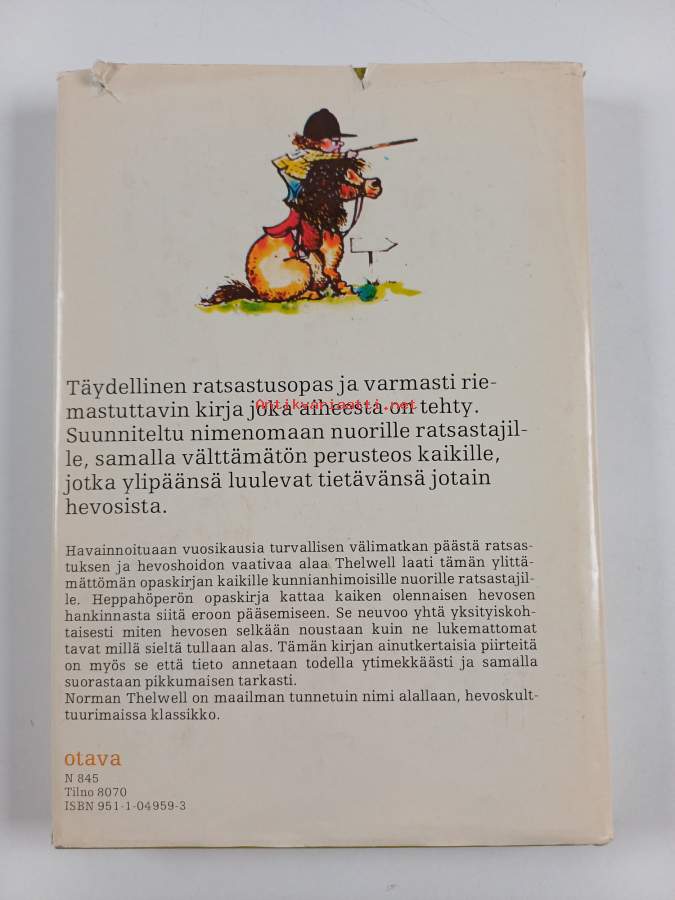 Täydellinen ratsastusopas ja varmasti rie-
mastuttavin kirja joka aiheesta on tehty.
Antikvariaatti.net
Suunniteltu nimenomaan nuorille ratsastajil-
le, samalla välttämätön perusteos kaikille,
jotka ylipäänsä luulevat tietävänsä jotain
hevosista.
Havainnoituaan vuosikausia turvallisen välimatkan päästä ratsas-
tuksen ja hevoshoidon vaativaa alaa Thelwell laati tämän ylittä-
mättömän opaskirjan kaikille kunnianhimoisille nuorille ratsastajil-
le. Heppahöperön opaskirja kattaa kaiken olennaisen hevosen
hankinnasta siitä eroon pääsemiseen. Se neuvoo yhtä yksityiskoh-
taisesti miten hevosen selkään noustaan kuin ne lukemattomat
tavat millä sieltä tullaan alas. Tämän kirjan ainutkertaisia piirteitä
on myös se että tieto annetaan todella ytimekkäästi ja samalla
suorastaan pikkumaisen tarkasti.
Norman Thelwell on maailman tunnetuin nimi alallaan, hevoskult-
tuurimaissa klassikko.
otava
N 845
Tilno 8070
ISBN 951-1-04959-3